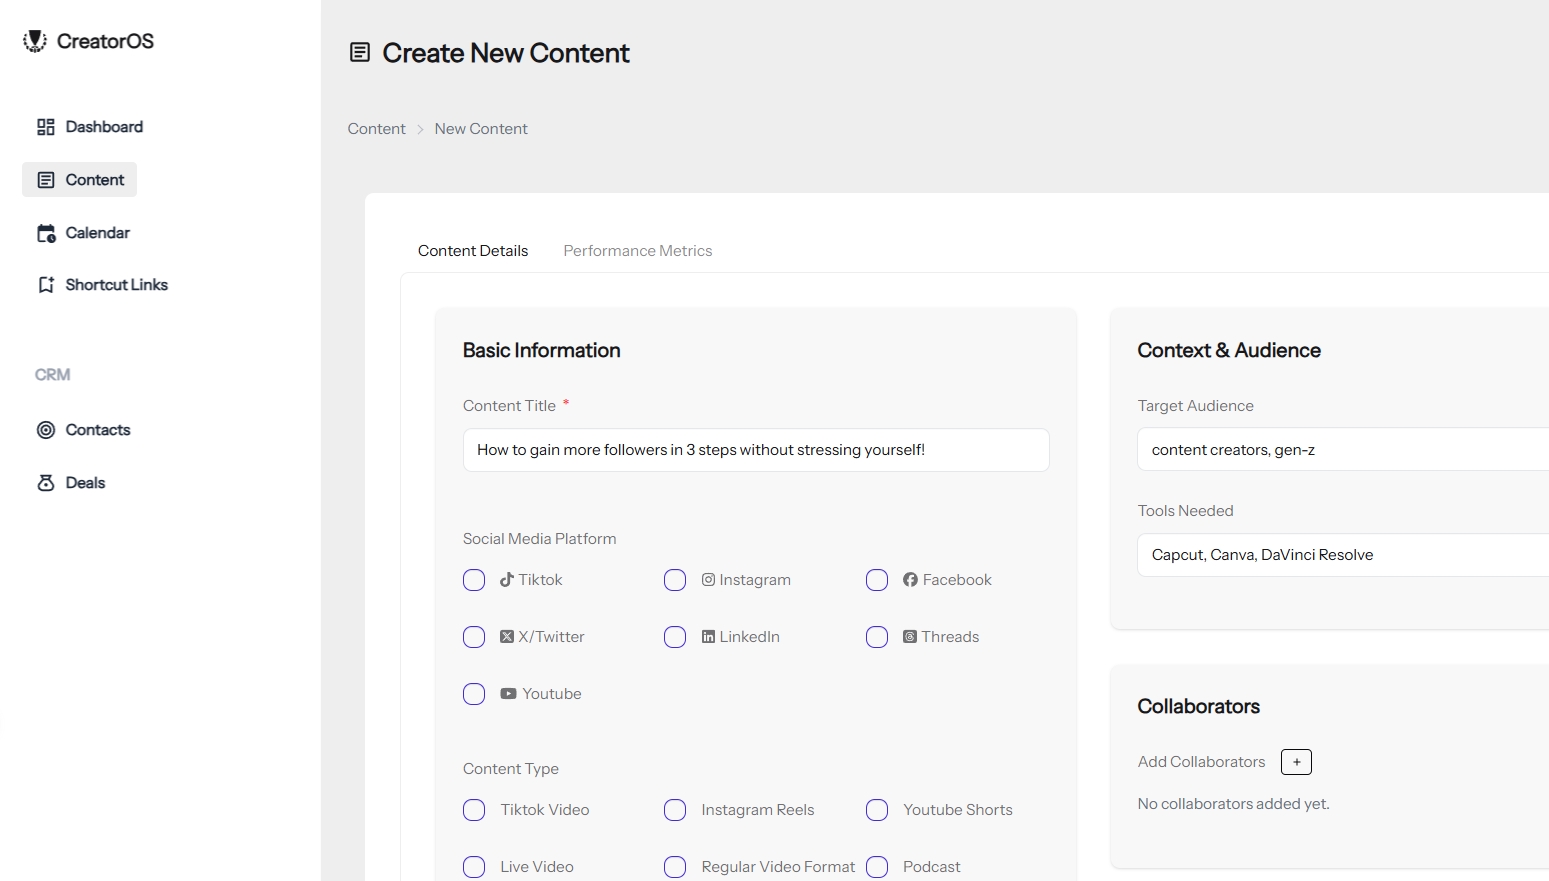 CreatorOS
Dashboard
Content
Calendar
Shortcut Links
CRM
Contacts
Deals
Create New Content
Content > New Content
Content Details
Performance Metrics
Basic Information
Content Title *
How to gain more followers in 3 steps without stressing yourself!
Social Media Platform
Tiktok
Instagram
Facebook
X/Twitter
LinkedIn
Threads
Youtube
Content Type
Tiktok Video
Instagram Reels
Youtube Shorts
Live Video
Regular Video Format
Podcast
Context & Audience
Target Audience
content creators, gen-z
Tools Needed
Capcut, Canva, DaVinci Resolve
Collaborators
Add Collaborators +
No collaborators added yet.